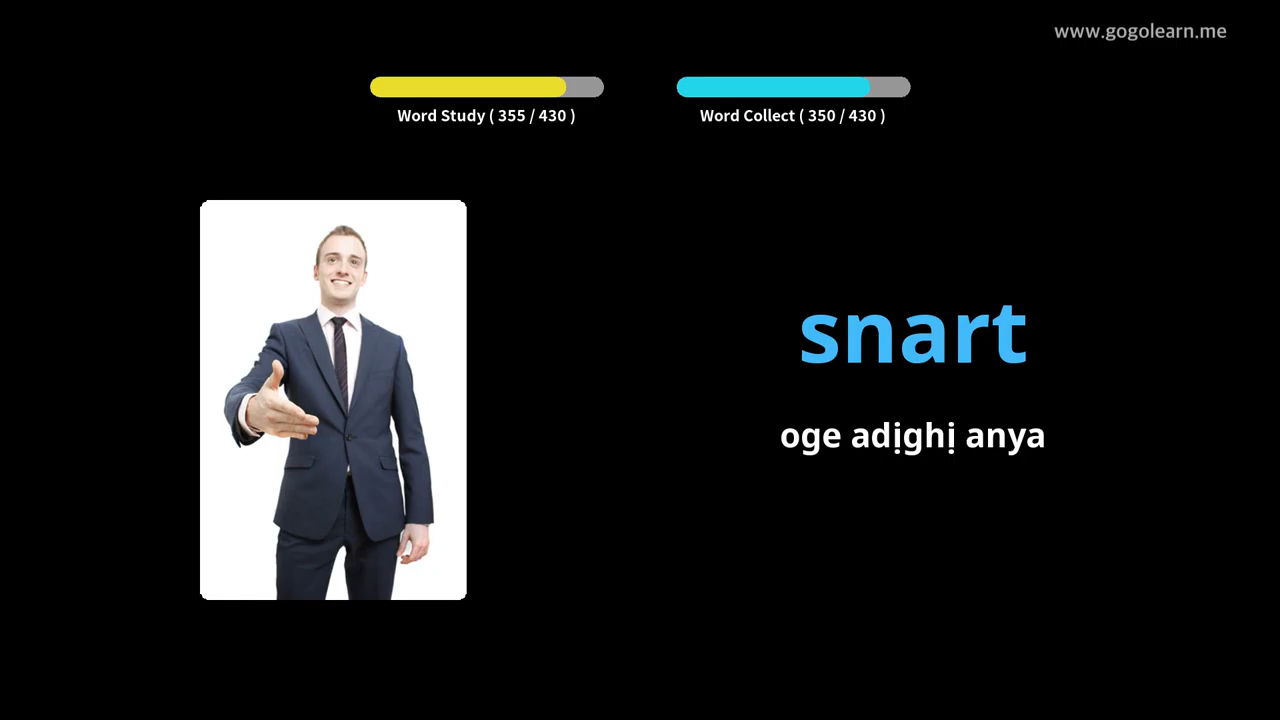 www.gogolearn.me
Word Study ( 355 / 430 )
Word Collect ( 350 / 430 )
snart
oge adịghị anya